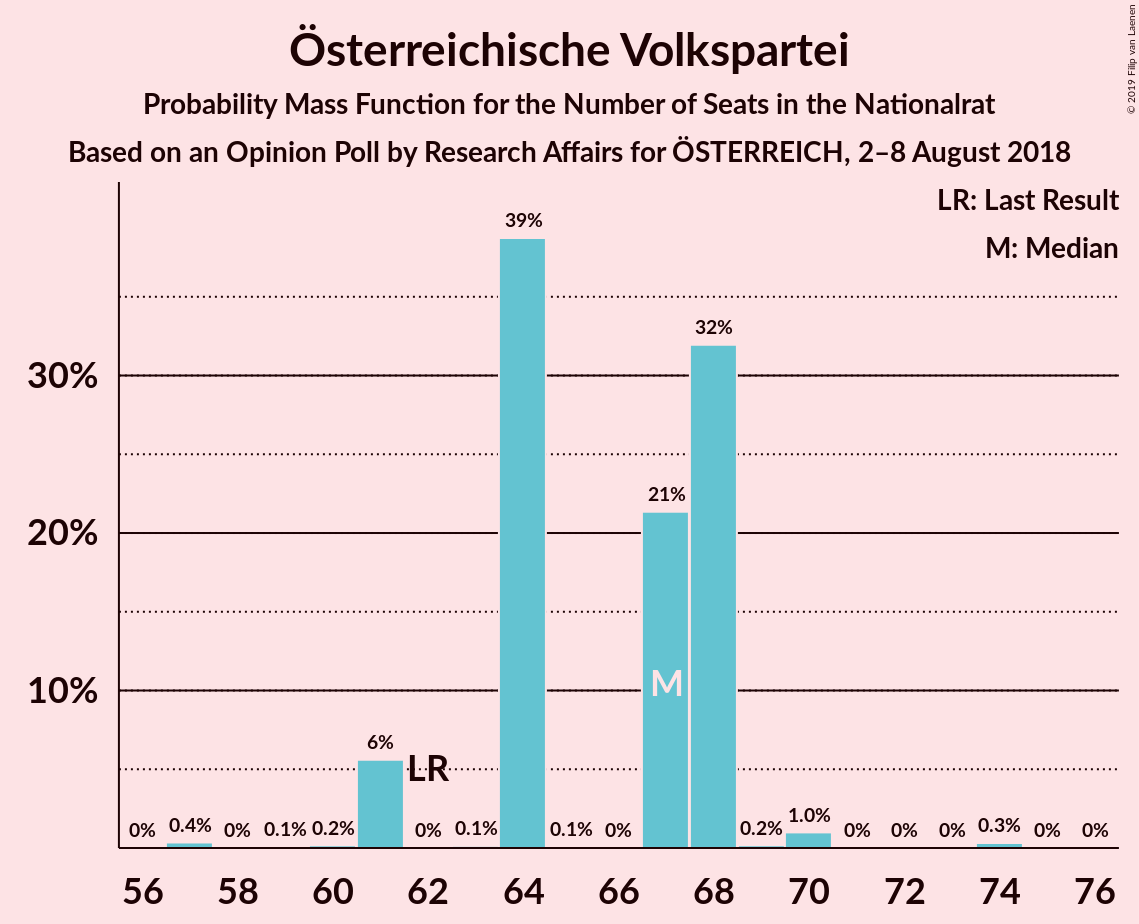 Österreichische Volkspartei
Probability Mass Function for the Number of Seats in the Nationalrat
Based on an Opinion Poll by Research Affairs for ÖSTERREICH, 2–8 August 2018
© 2019 Filip van Laenen
LR: Last Result
M: Median
39%
32%
30%
21%
20%
M
10%
6%
LR
0% 0.4% 0% 0.1% 0.2% 0% 0.1% 0.1% 0% 0.2% 1.0% 0% 0% 0% 0.3% 0% 0%
56 58 60 62 64 66 68 70 72 74 76